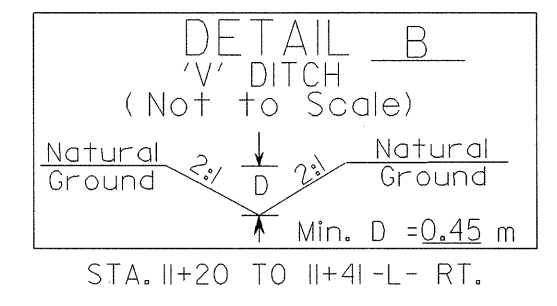 DETAIL B
'V' DITCH
(Not to Scale)
Natural
Ground
2:1
D
2:1
Natural
Ground
Min. D = 0.45 m
STA. 11+20 TO 11+41 -L- RT.